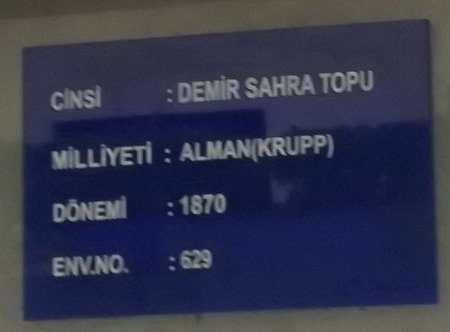 CİNSİ : DEMİR SAHRA TOPU
MİLLİYETİ : ALMAN(KRUPP)
DÖNEMİ : 1870
ENV.NO. : 629